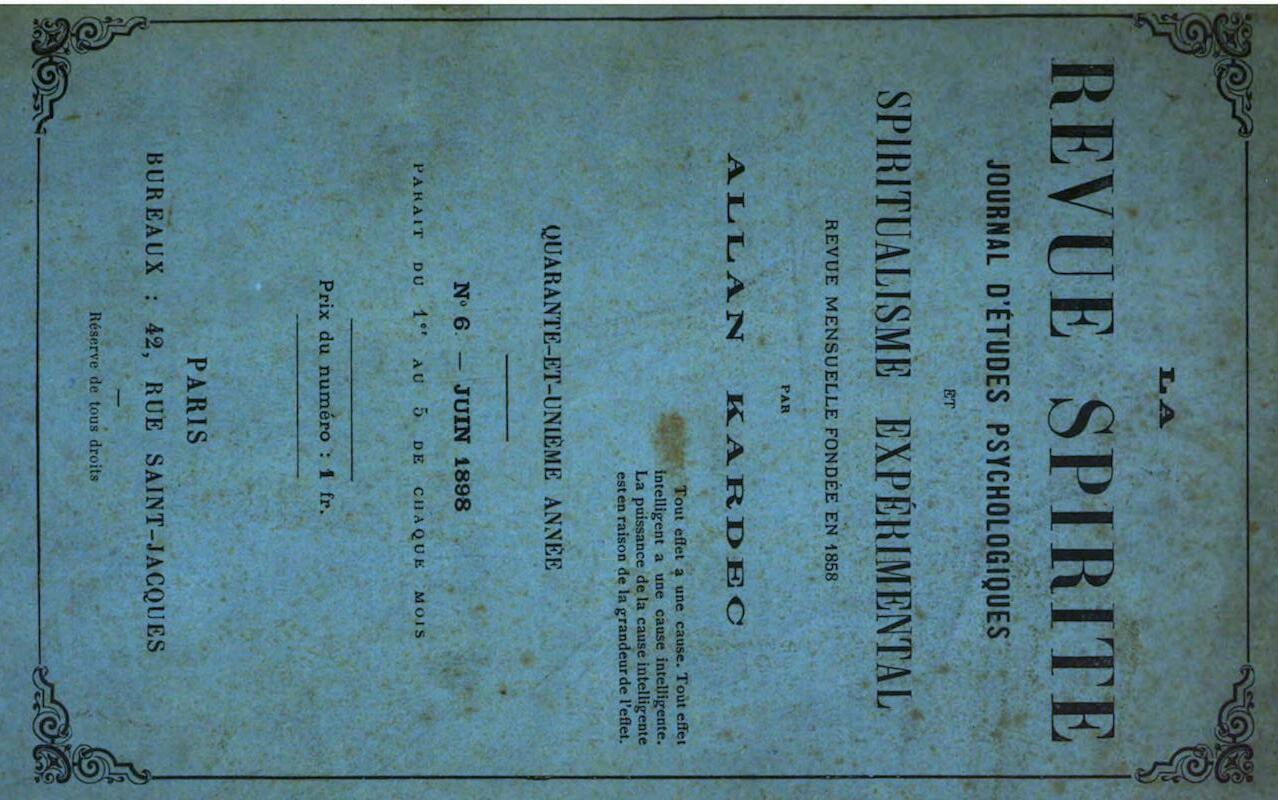 LA
REVUE SPIRITE
JOURNAL D'ÉTUDES PSYCHOLOGIQUES
ET
SPIRITUALISME EXPÉRIMENTAL
REVUE MENSUELLE FONDÉE EN 1858
PAR
ALLAN KARDEC
Tout effet a une cause. Tout effet
intelligent a une cause intelligente.
La puissance de la cause intelligente
est en raison de la grandeur de l'effet.
QUARANTE-ET-UNIÈME ANNÉE
No 6 — JUIN 1898
PARAIT DU 1er AU 5 DE CHAQUE MOIS
Prix du numéro : 1 fr.
PARIS
BUREAUX : 42, RUE SAINT-JACQUES
Réserve de tous droits